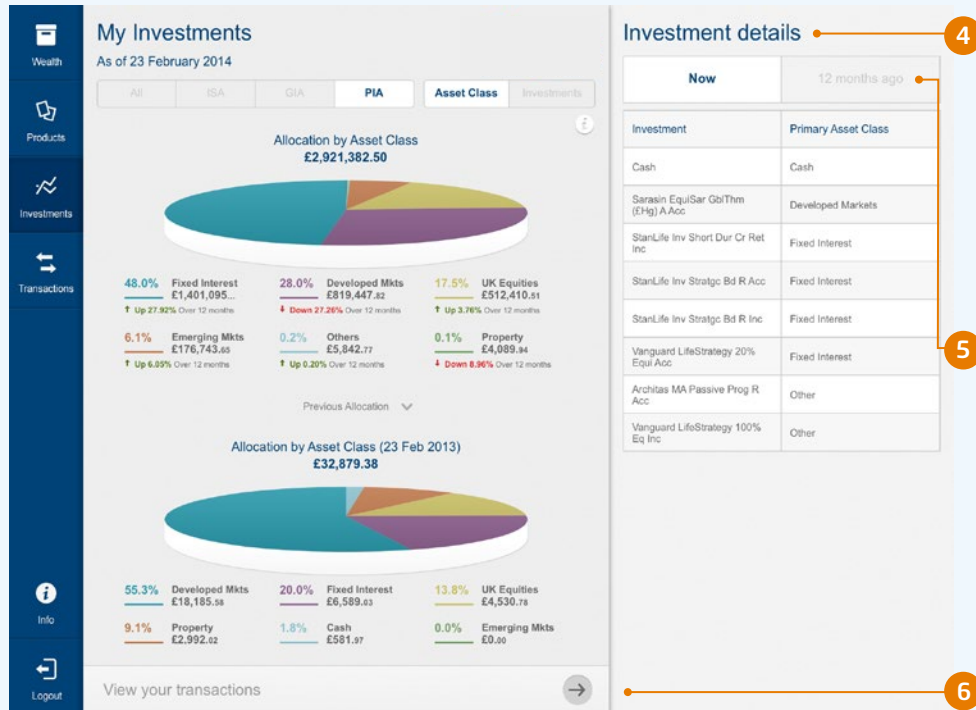 Wealth
Products
Investments
Transactions
Info
Logout
My Investments
As of 23 February 2014
All ISA GIA PIA Asset Class Investments
i
Allocation by Asset Class
£2,921,382.50
48.0% Fixed Interest
£1,401,095...
↑ Up 27.92% Over 12 months
28.0% Developed Mkts
£819,447.82
↓ Down 27.26% Over 12 months
17.5% UK Equities
£512,410.51
↑ Up 3.76% Over 12 months
6.1% Emerging Mkts
£176,743.65
↑ Up 6.05% Over 12 months
0.2% Others
£5,842.77
↑ Up 0.20% Over 12 months
0.1% Property
£4,089.94
↓ Down 8.96% Over 12 months
Previous Allocation
Allocation by Asset Class (23 Feb 2013)
£32,879.38
55.3% Developed Mkts
£18,185.58
20.0% Fixed Interest
£6,589.03
13.8% UK Equities
£4,530.78
9.1% Property
£2,992.02
1.8% Cash
£581.97
0.0% Emerging Mkts
£0.00
View your transactions
Investment details
4
Now 12 months ago
Investment Primary Asset Class
Cash Cash
Sarasin EquiSar GblThm
(£Hg) A Acc Developed Markets
StanLife Inv Short Dur Cr Ret
Inc Fixed Interest
StanLife Inv Stratgc Bd R Acc Fixed Interest
StanLife Inv Stratgc Bd R Inc Fixed Interest
Vanguard LifeStrategy 20%
Equi Acc Fixed Interest
Architas MA Passive Prog R
Acc Other
Vanguard LifeStrategy 100%
Eq Inc Other
5
6